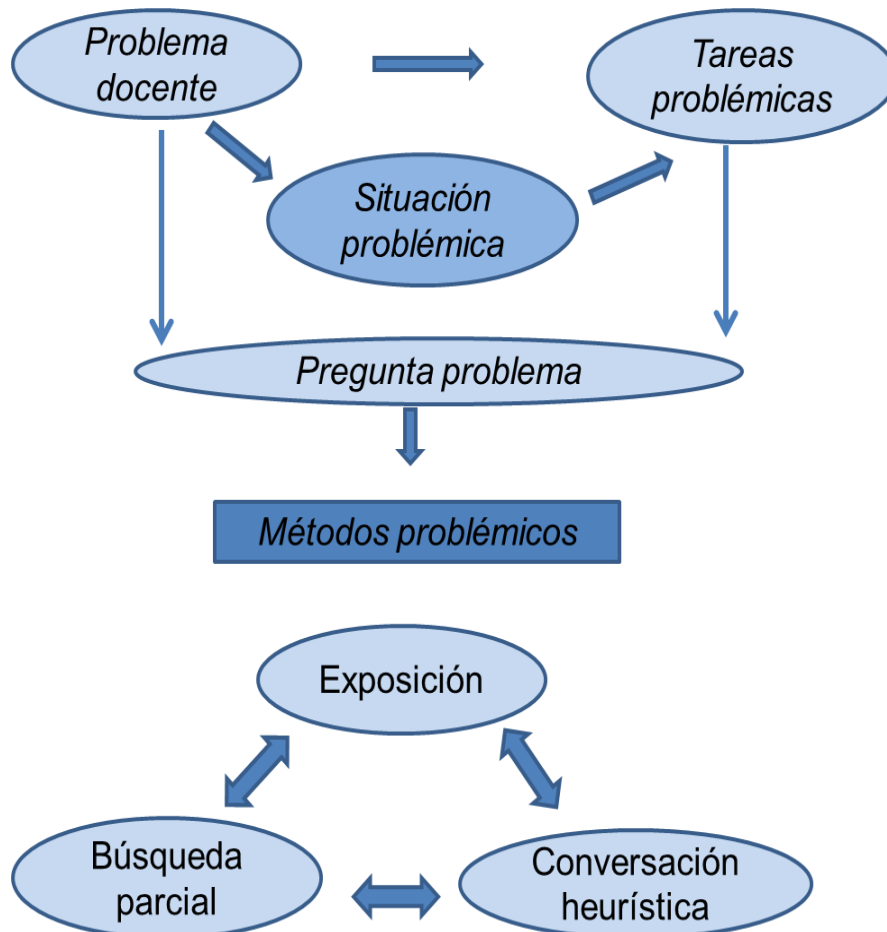 Problema
docente
Tareas
problémicas
Situación
problémica
Pregunta problema
Métodos problémicos
Exposición
Búsqueda
parcial
Conversación
heurística